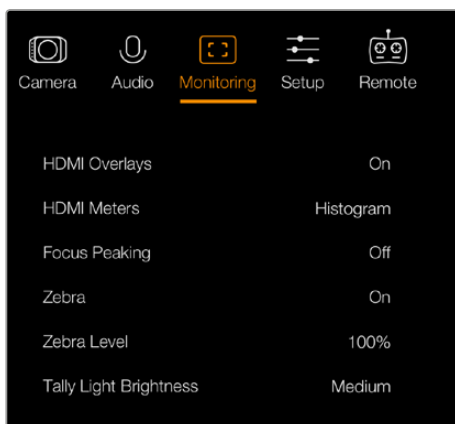 Camera Audio Monitoring Setup Remote
HDMI Overlays On
HDMI Meters Histogram
Focus Peaking Off
Zebra On
Zebra Level 100%
Tally Light Brightness Medium